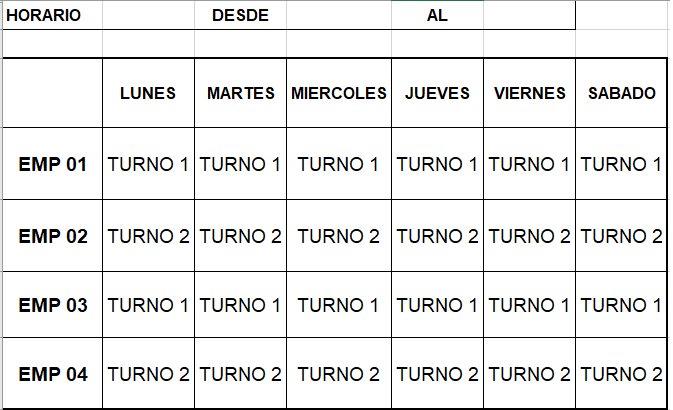 HORARIO DESDE AL
LUNES MARTES MIERCOLES JUEVES VIERNES SABADO
EMP 01 TURNO 1 TURNO 1 TURNO 1 TURNO 1 TURNO 1 TURNO 1
EMP 02 TURNO 2 TURNO 2 TURNO 2 TURNO 2 TURNO 2 TURNO 2
EMP 03 TURNO 1 TURNO 1 TURNO 1 TURNO 1 TURNO 1 TURNO 1
EMP 04 TURNO 2 TURNO 2 TURNO 2 TURNO 2 TURNO 2 TURNO 2